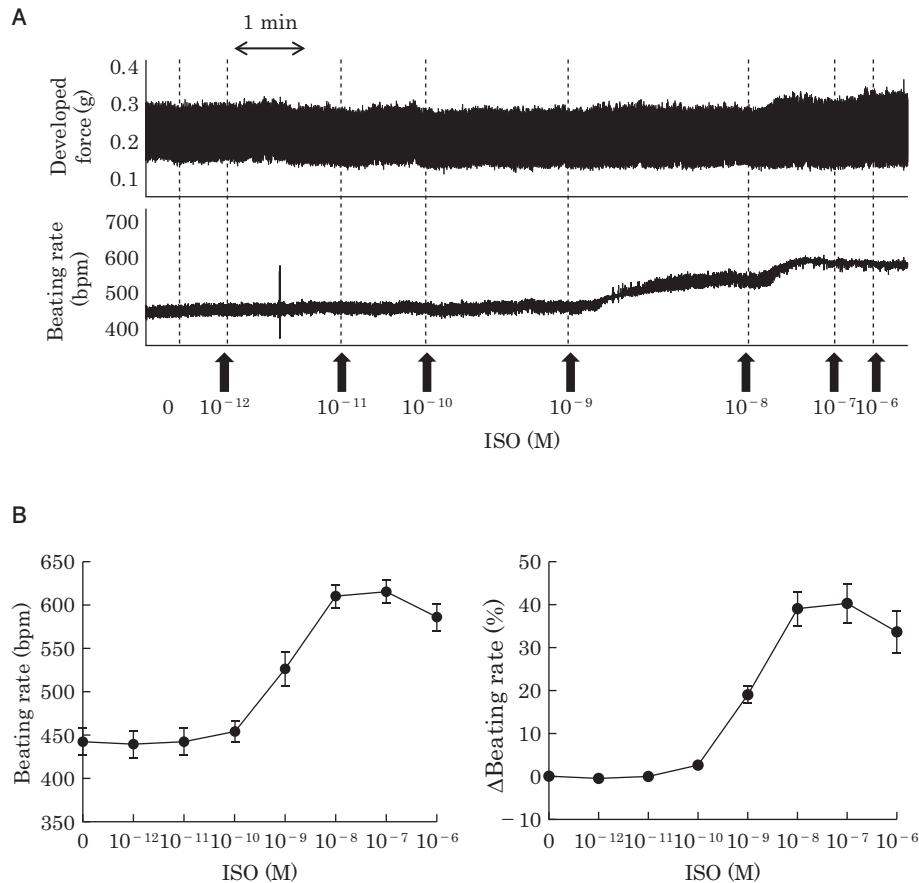 A
1 min
Developed
force (g)
0.4
0.3
0.2
0.1
Beating rate
(bpm)
700
600
500
400
0 10⁻¹² 10⁻¹¹ 10⁻¹⁰ 10⁻⁹ 10⁻⁸ 10⁻⁷ 10⁻⁶
ISO (M)
B
Beating rate (bpm)
650
600
550
500
450
400
350
0 10⁻¹² 10⁻¹¹ 10⁻¹⁰ 10⁻⁹ 10⁻⁸ 10⁻⁷ 10⁻⁶
ISO (M)
ΔBeating rate (%)
50
40
30
20
10
0
−10
0 10⁻¹² 10⁻¹¹ 10⁻¹⁰ 10⁻⁹ 10⁻⁸ 10⁻⁷ 10⁻⁶
ISO (M)